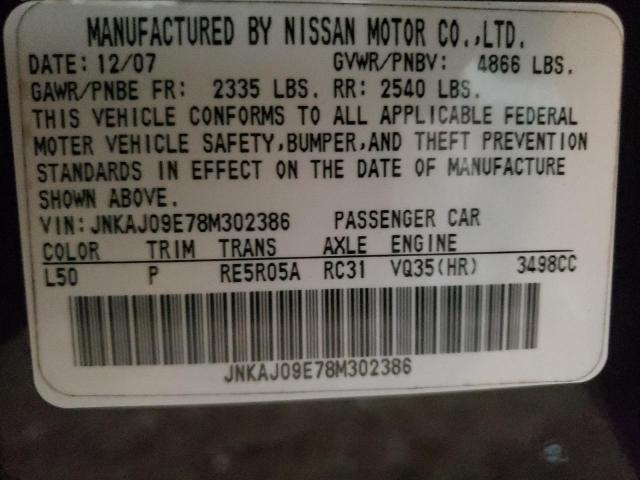 MANUFACTURED BY NISSAN MOTOR CO.,LTD.
DATE: 12/07 GVWR/PNBV: 4866 LBS.
GAWR/PNBE FR: 2335 LBS. RR: 2540 LBS.
THIS VEHICLE CONFORMS TO ALL APPLICABLE FEDERAL
MOTOR VEHICLE SAFETY,BUMPER,AND THEFT PREVENTION
STANDARDS IN EFFECT ON THE DATE OF MANUFACTURE
SHOWN ABOVE.
VIN: JNKAJ09E78M302386 PASSENGER CAR
COLOR TRIM TRANS AXLE ENGINE
L50 P RE5R05A RC31 VQ35(HR) 3498CC
JNKAJ09E78M302386